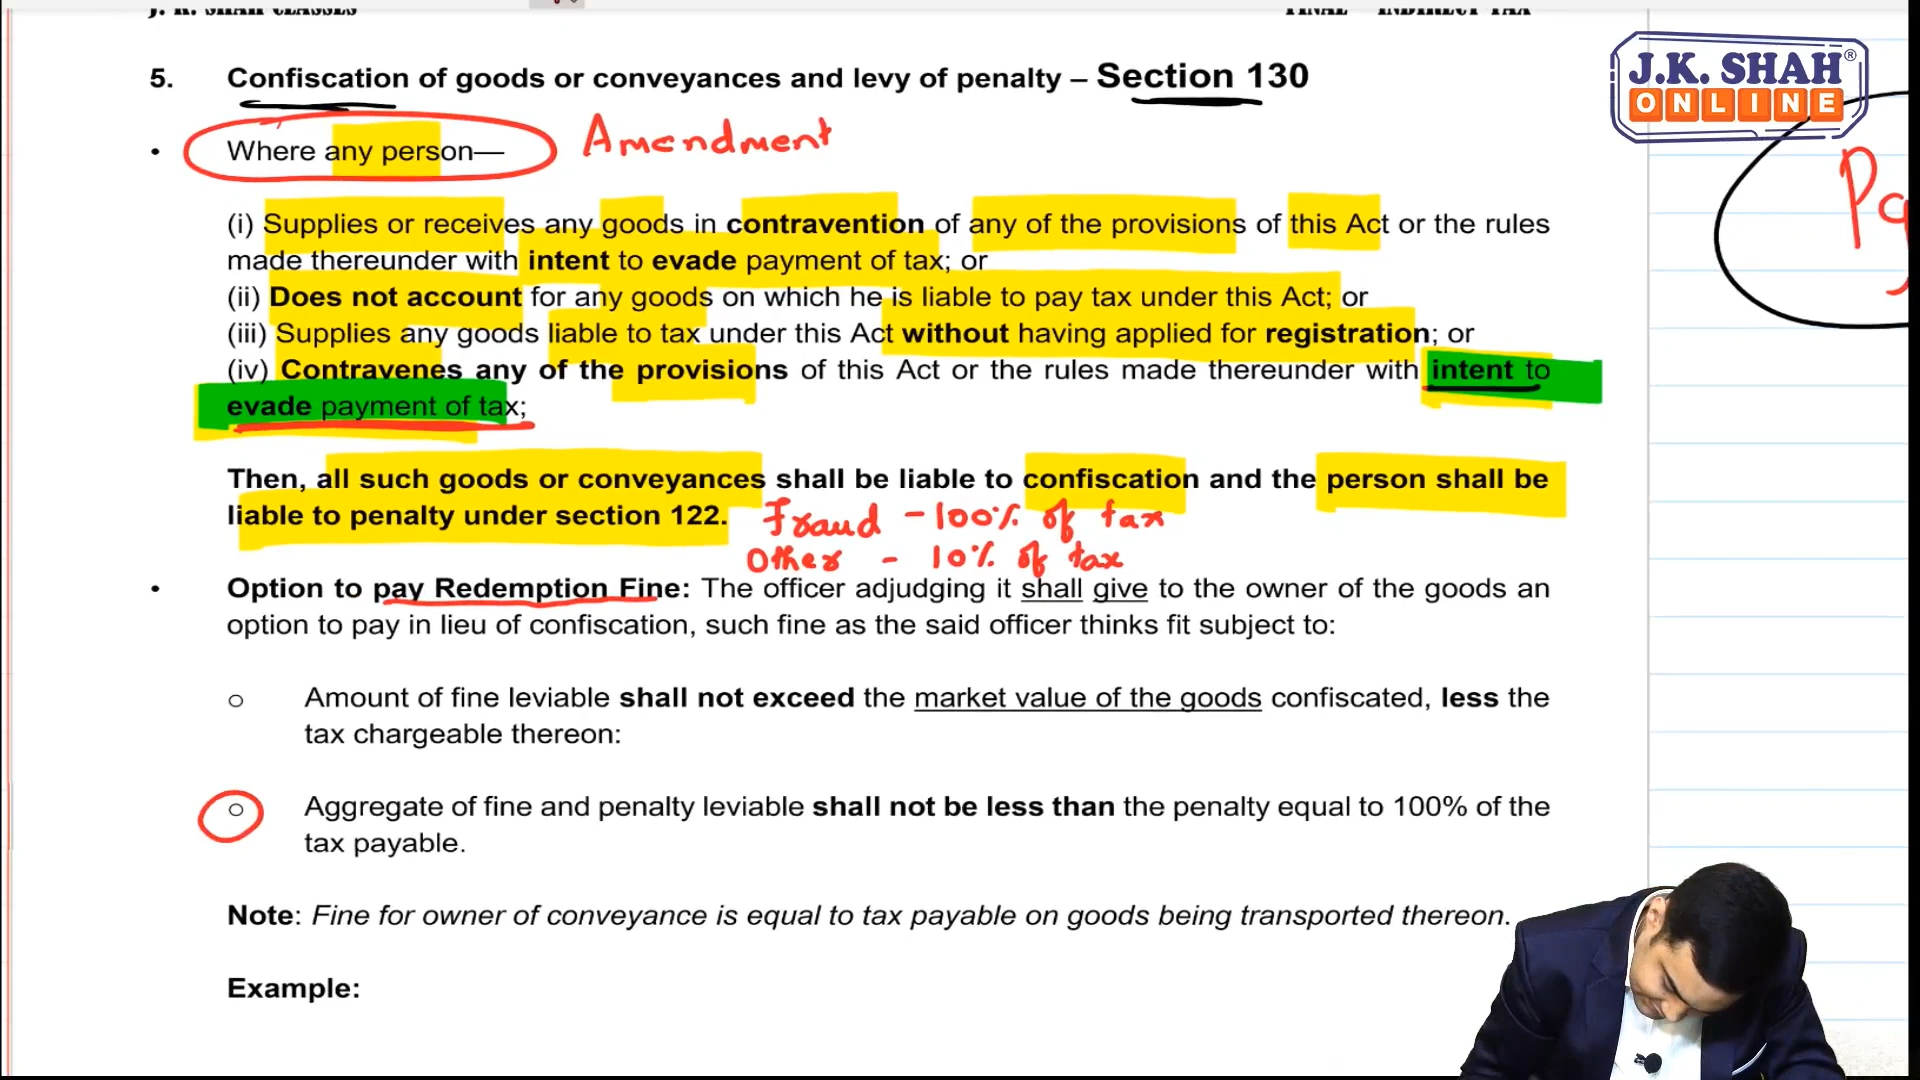 J. K. SHAH CLASSES
FINAL – INDIRECT TAX
J.K. SHAH®
ONLINE
5. Confiscation of goods or conveyances and levy of penalty – Section 130
• Where any person—
Amendment
(i) Supplies or receives any goods in contravention of any of the provisions of this Act or the rules
made thereunder with intent to evade payment of tax; or
(ii) Does not account for any goods on which he is liable to pay tax under this Act; or
(iii) Supplies any goods liable to tax under this Act without having applied for registration; or
(iv) Contravenes any of the provisions of this Act or the rules made thereunder with intent to
evade payment of tax;
Then, all such goods or conveyances shall be liable to confiscation and the person shall be
liable to penalty under section 122.
Fraud – 100% of tax
Other – 10% of tax
• Option to pay Redemption Fine: The officer adjudging it shall give to the owner of the goods an
option to pay in lieu of confiscation, such fine as the said officer thinks fit subject to:
o Amount of fine leviable shall not exceed the market value of the goods confiscated, less the
tax chargeable thereon:
o Aggregate of fine and penalty leviable shall not be less than the penalty equal to 100% of the
tax payable.
Note: Fine for owner of conveyance is equal to tax payable on goods being transported thereon.
Example: